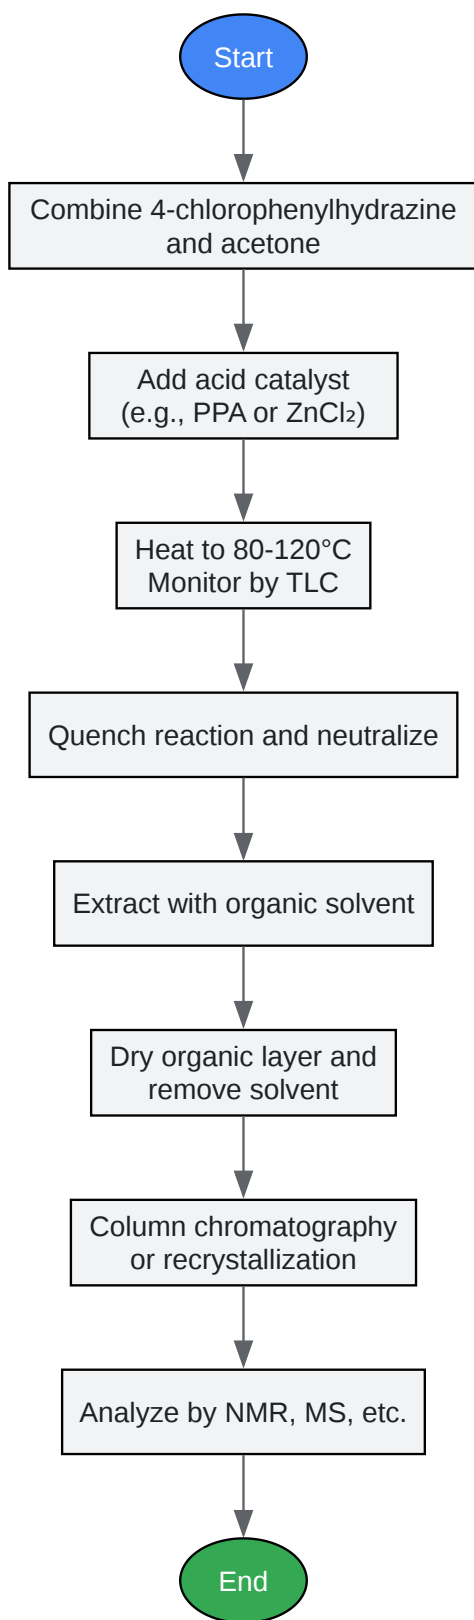 Start
Combine 4-chlorophenylhydrazine
and acetone
Add acid catalyst
(e.g., PPA or ZnCl₂)
Heat to 80-120°C
Monitor by TLC
Quench reaction and neutralize
Extract with organic solvent
Dry organic layer and
remove solvent
Column chromatography
or recrystallization
Analyze by NMR, MS, etc.
End